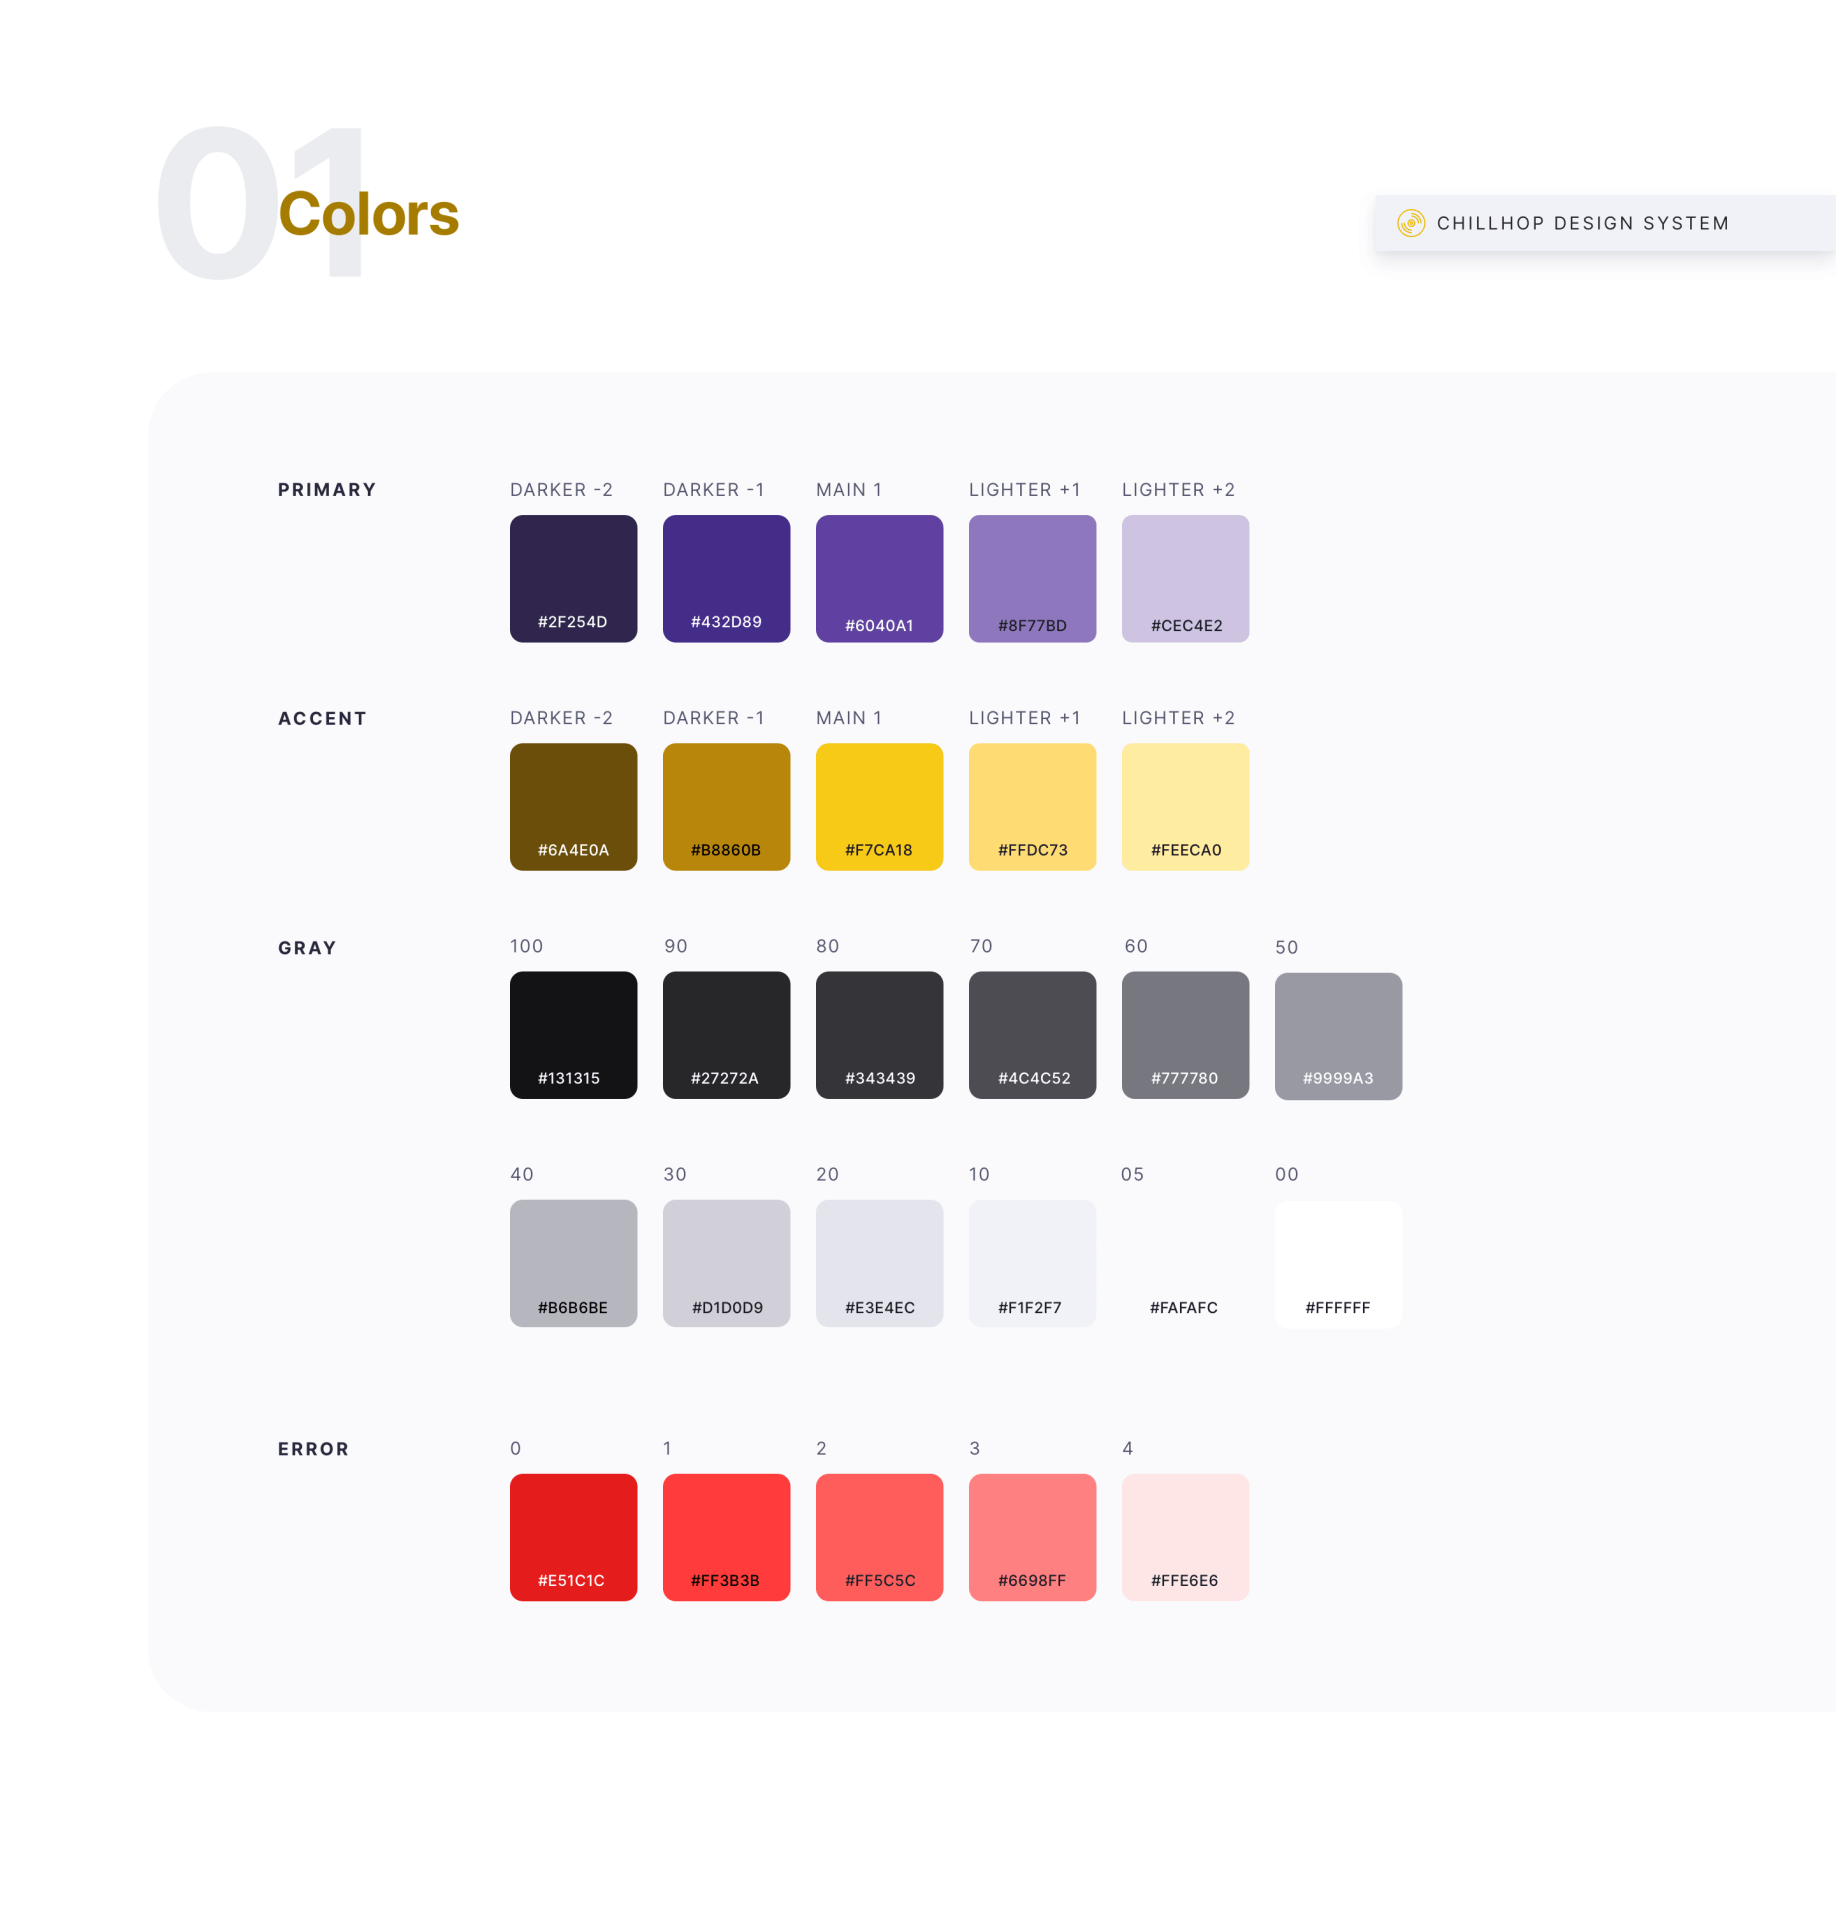 01
Colors
CHILLHOP DESIGN SYSTEM
PRIMARY
DARKER -2 DARKER -1 MAIN 1 LIGHTER +1 LIGHTER +2
#2F254D #432D89 #6040A1 #8F77BD #CEC4E2
ACCENT
DARKER -2 DARKER -1 MAIN 1 LIGHTER +1 LIGHTER +2
#6A4E0A #B8860B #F7CA18 #FFDC73 #FEECA0
GRAY
100 90 80 70 60 50
#131315 #27272A #343439 #4C4C52 #777780 #9999A3
40 30 20 10 05 00
#B6B6BE #D1D0D9 #E3E4EC #F1F2F7 #FAFAFC #FFFFFF
ERROR
0 1 2 3 4
#E51C1C #FF3B3B #FF5C5C #6698FF #FFE6E6